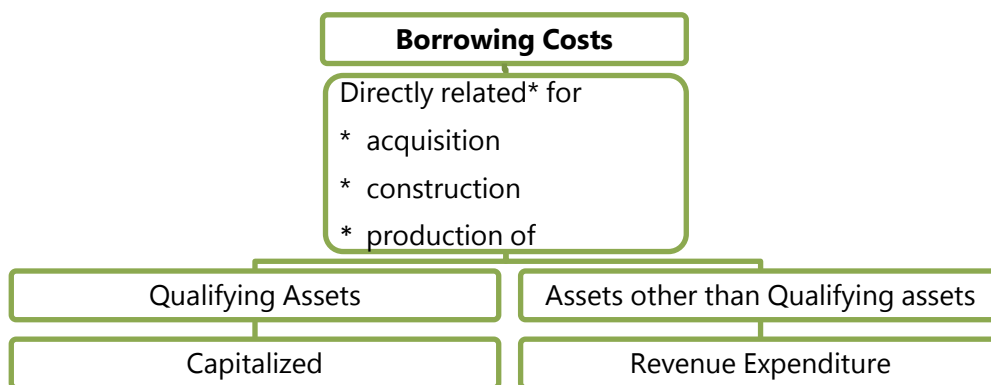 Borrowing Costs
Directly related* for
* acquisition
* construction
* production of
Qualifying Assets
Assets other than Qualifying assets
Capitalized
Revenue Expenditure